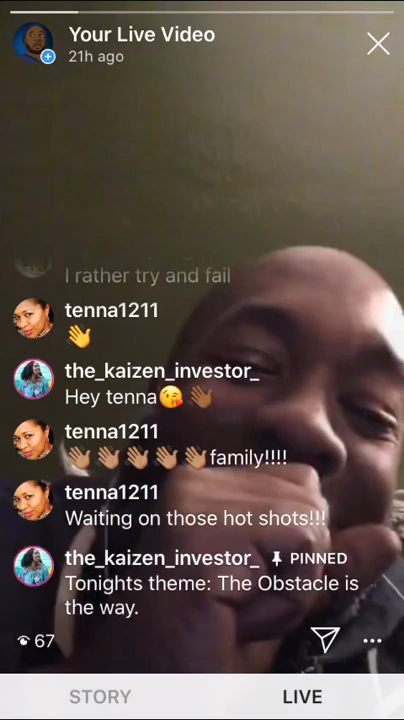 Your Live Video
21h ago
I rather try and fail
tenna1211
👋
the_kaizen_investor_
Hey tenna😘👋🏾
tenna1211
👋🏽👋🏽👋🏽👋🏽👋🏽family!!!!
tenna1211
Waiting on those hot shots!!!
the_kaizen_investor_ 📌 PINNED
Tonights theme: The Obstacle is
the way.
67
STORY
LIVE